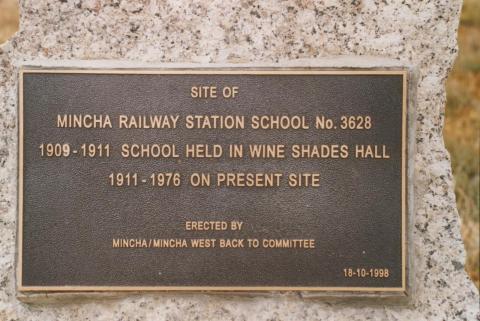 SITE OF
MINCHA RAILWAY STATION SCHOOL No. 3628
1909-1911 SCHOOL HELD IN WINE SHADES HALL
1911-1976 ON PRESENT SITE
ERECTED BY
MINCHA/MINCHA WEST BACK TO COMMITTEE
18-10-1998